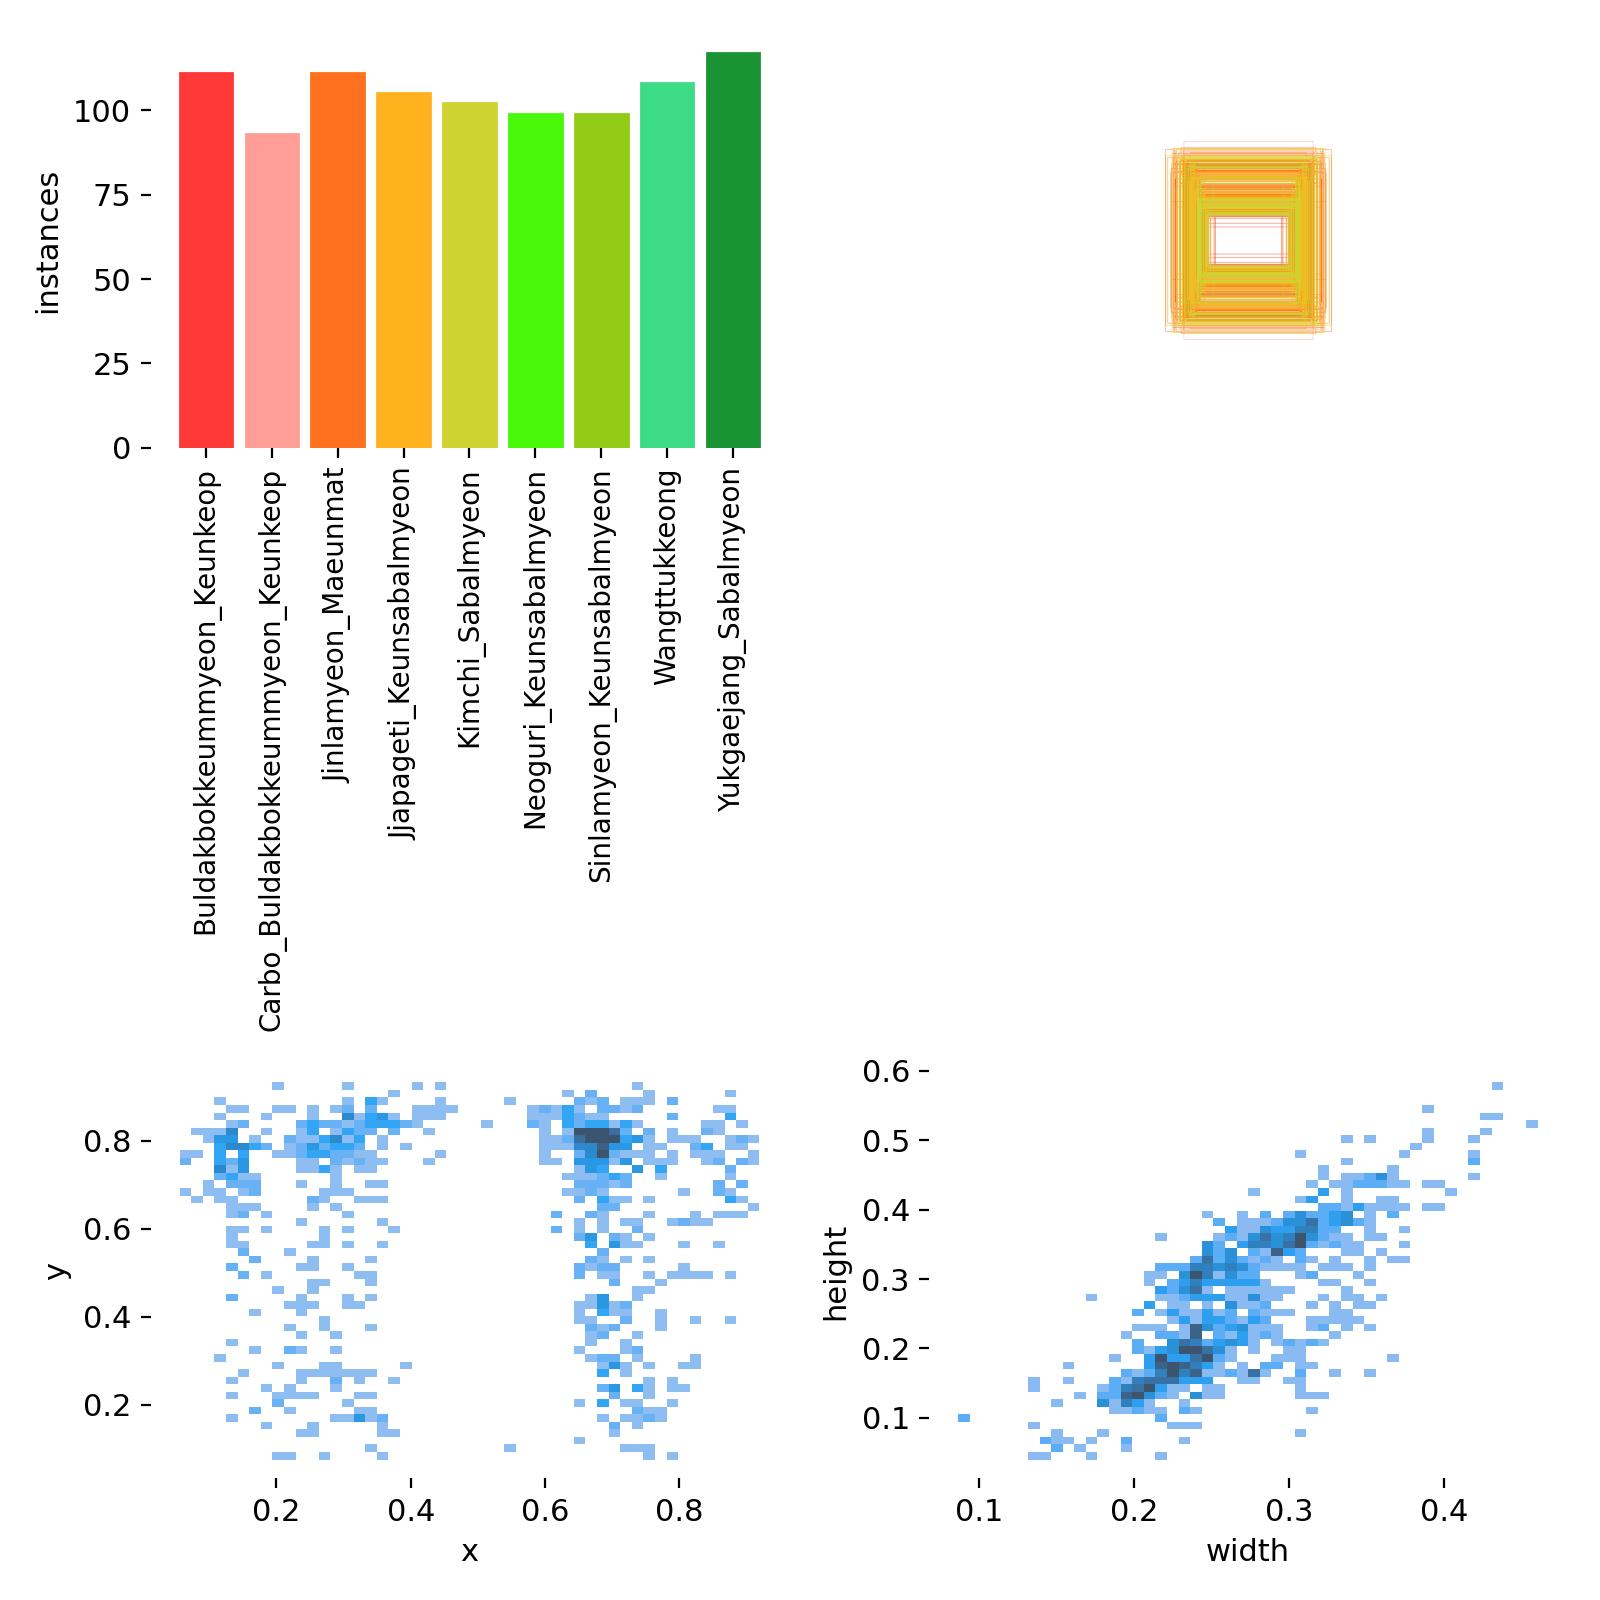 instances
100
75
50
25
0
Buldakbokkeummyeon_Keunkeop
Carbo_Buldakbokkeummyeon_Keunkeop
Jinlamyeon_Maeunmat
Jjapageti_Keunsabalmyeon
Kimchi_Sabalmyeon
Neoguri_Keunsabalmyeon
Sinlamyeon_Keunsabalmyeon
Wangttukkeong
Yukgaejang_Sabalmyeon
y
0.8
0.6
0.4
0.2
0.2 0.4 0.6 0.8
x
height
0.6
0.5
0.4
0.3
0.2
0.1
0.1 0.2 0.3 0.4
width